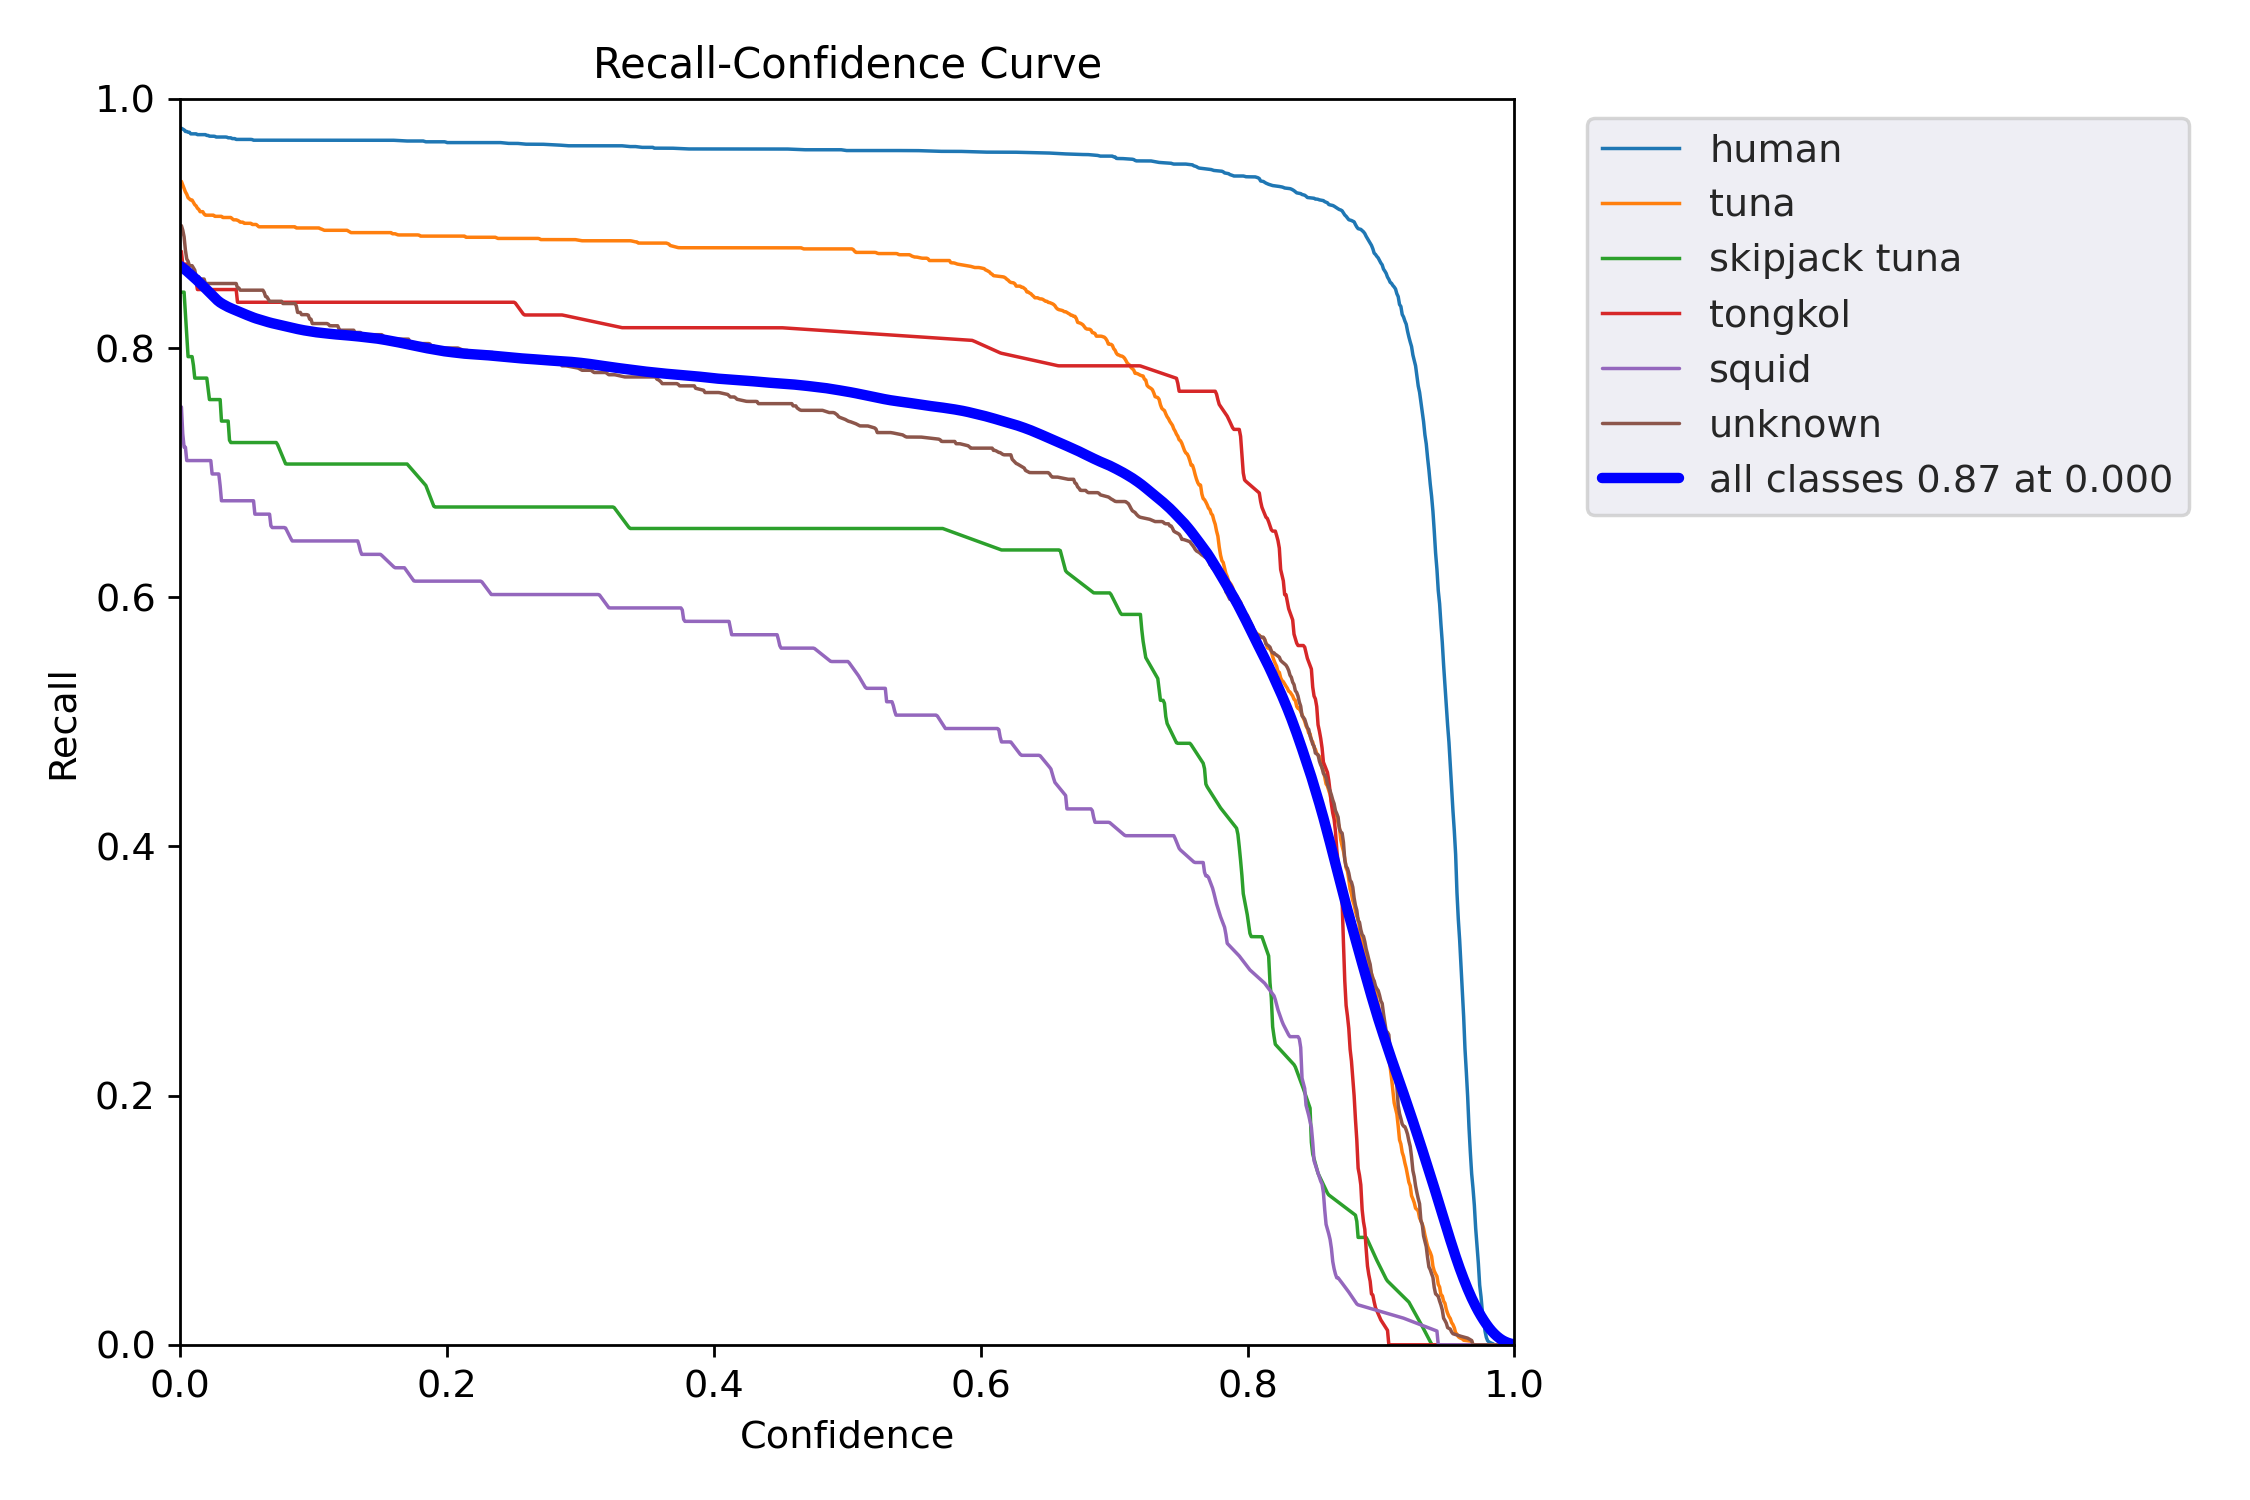 Recall-Confidence Curve
1.0
0.8
0.6
0.4
0.2
0.0
Recall
0.0 0.2 0.4 0.6 0.8 1.0
Confidence
human
tuna
skipjack tuna
tongkol
squid
unknown
all classes 0.87 at 0.000